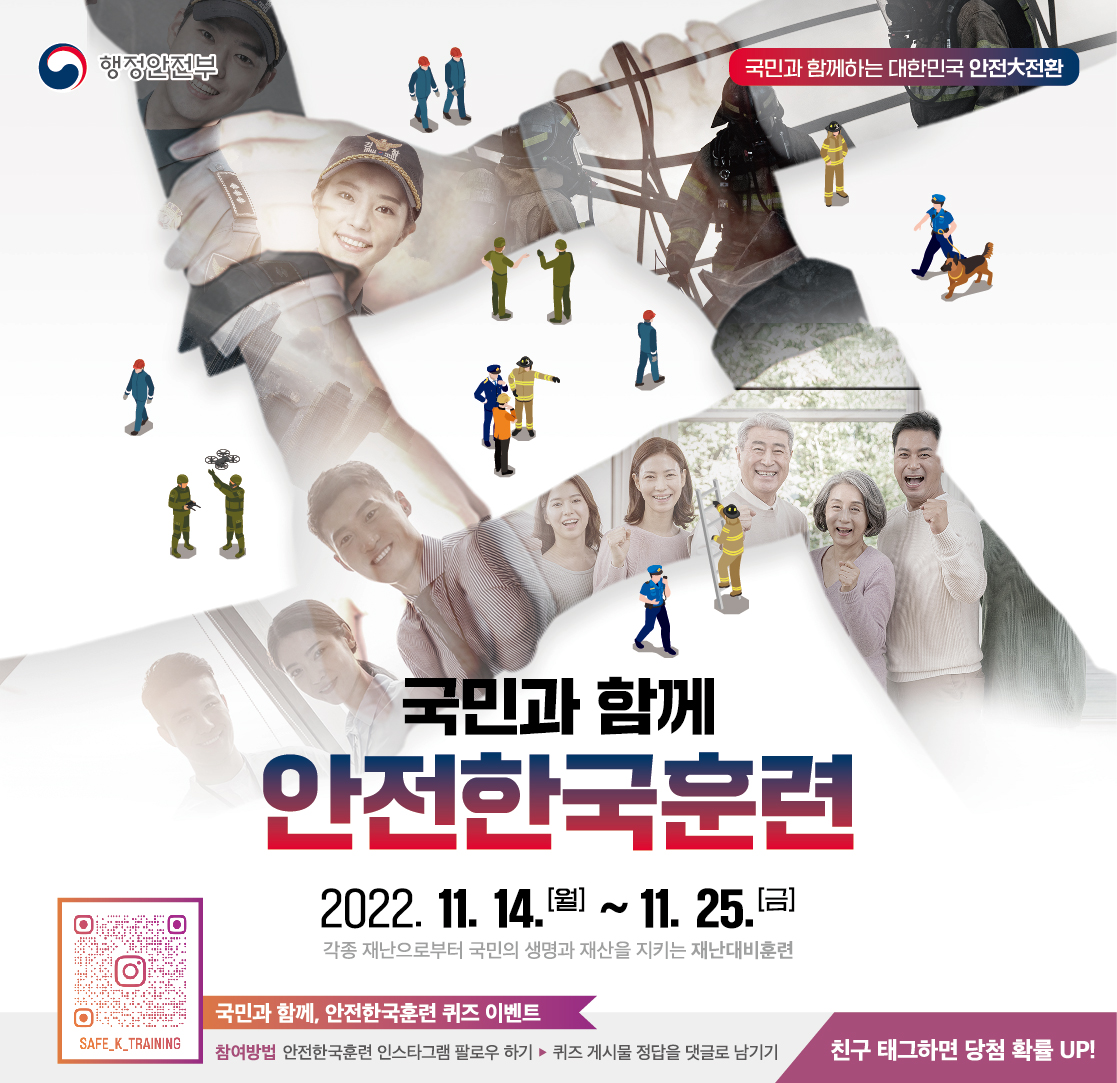 행정안전부
국민과 함께하는 대한민국 안전大전환
경찰
국민과 함께
안전한국훈련
2022. 11. 14.[월] ~ 11. 25.[금]
각종 재난으로부터 국민의 생명과 재산을 지키는 재난대비훈련
SAFE_K_TRAINING
국민과 함께, 안전한국훈련 퀴즈 이벤트
참여방법 안전한국훈련 인스타그램 팔로우 하기 ▶ 퀴즈 게시물 정답을 댓글로 남기기
친구 태그하면 당첨 확률 UP!